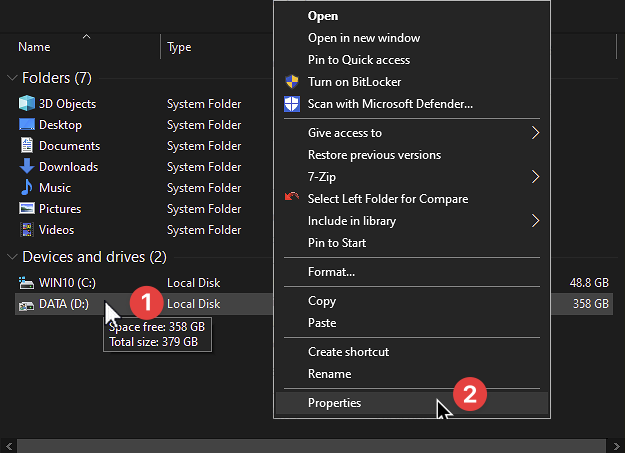 Name Type
Folders (7)
3D Objects System Folder
Desktop System Folder
Documents System Folder
Downloads System Folder
Music System Folder
Pictures System Folder
Videos System Folder
Devices and drives (2)
WIN10 (C:) Local Disk 48.8 GB
DATA (D:) Local Disk 358 GB
1
Space free: 358 GB
Total size: 379 GB
Open
Open in new window
Pin to Quick access
Turn on BitLocker
Scan with Microsoft Defender...
Give access to
Restore previous versions
7-Zip
Select Left Folder for Compare
Include in library
Pin to Start
Format...
Copy
Paste
Create shortcut
Rename
Properties
2